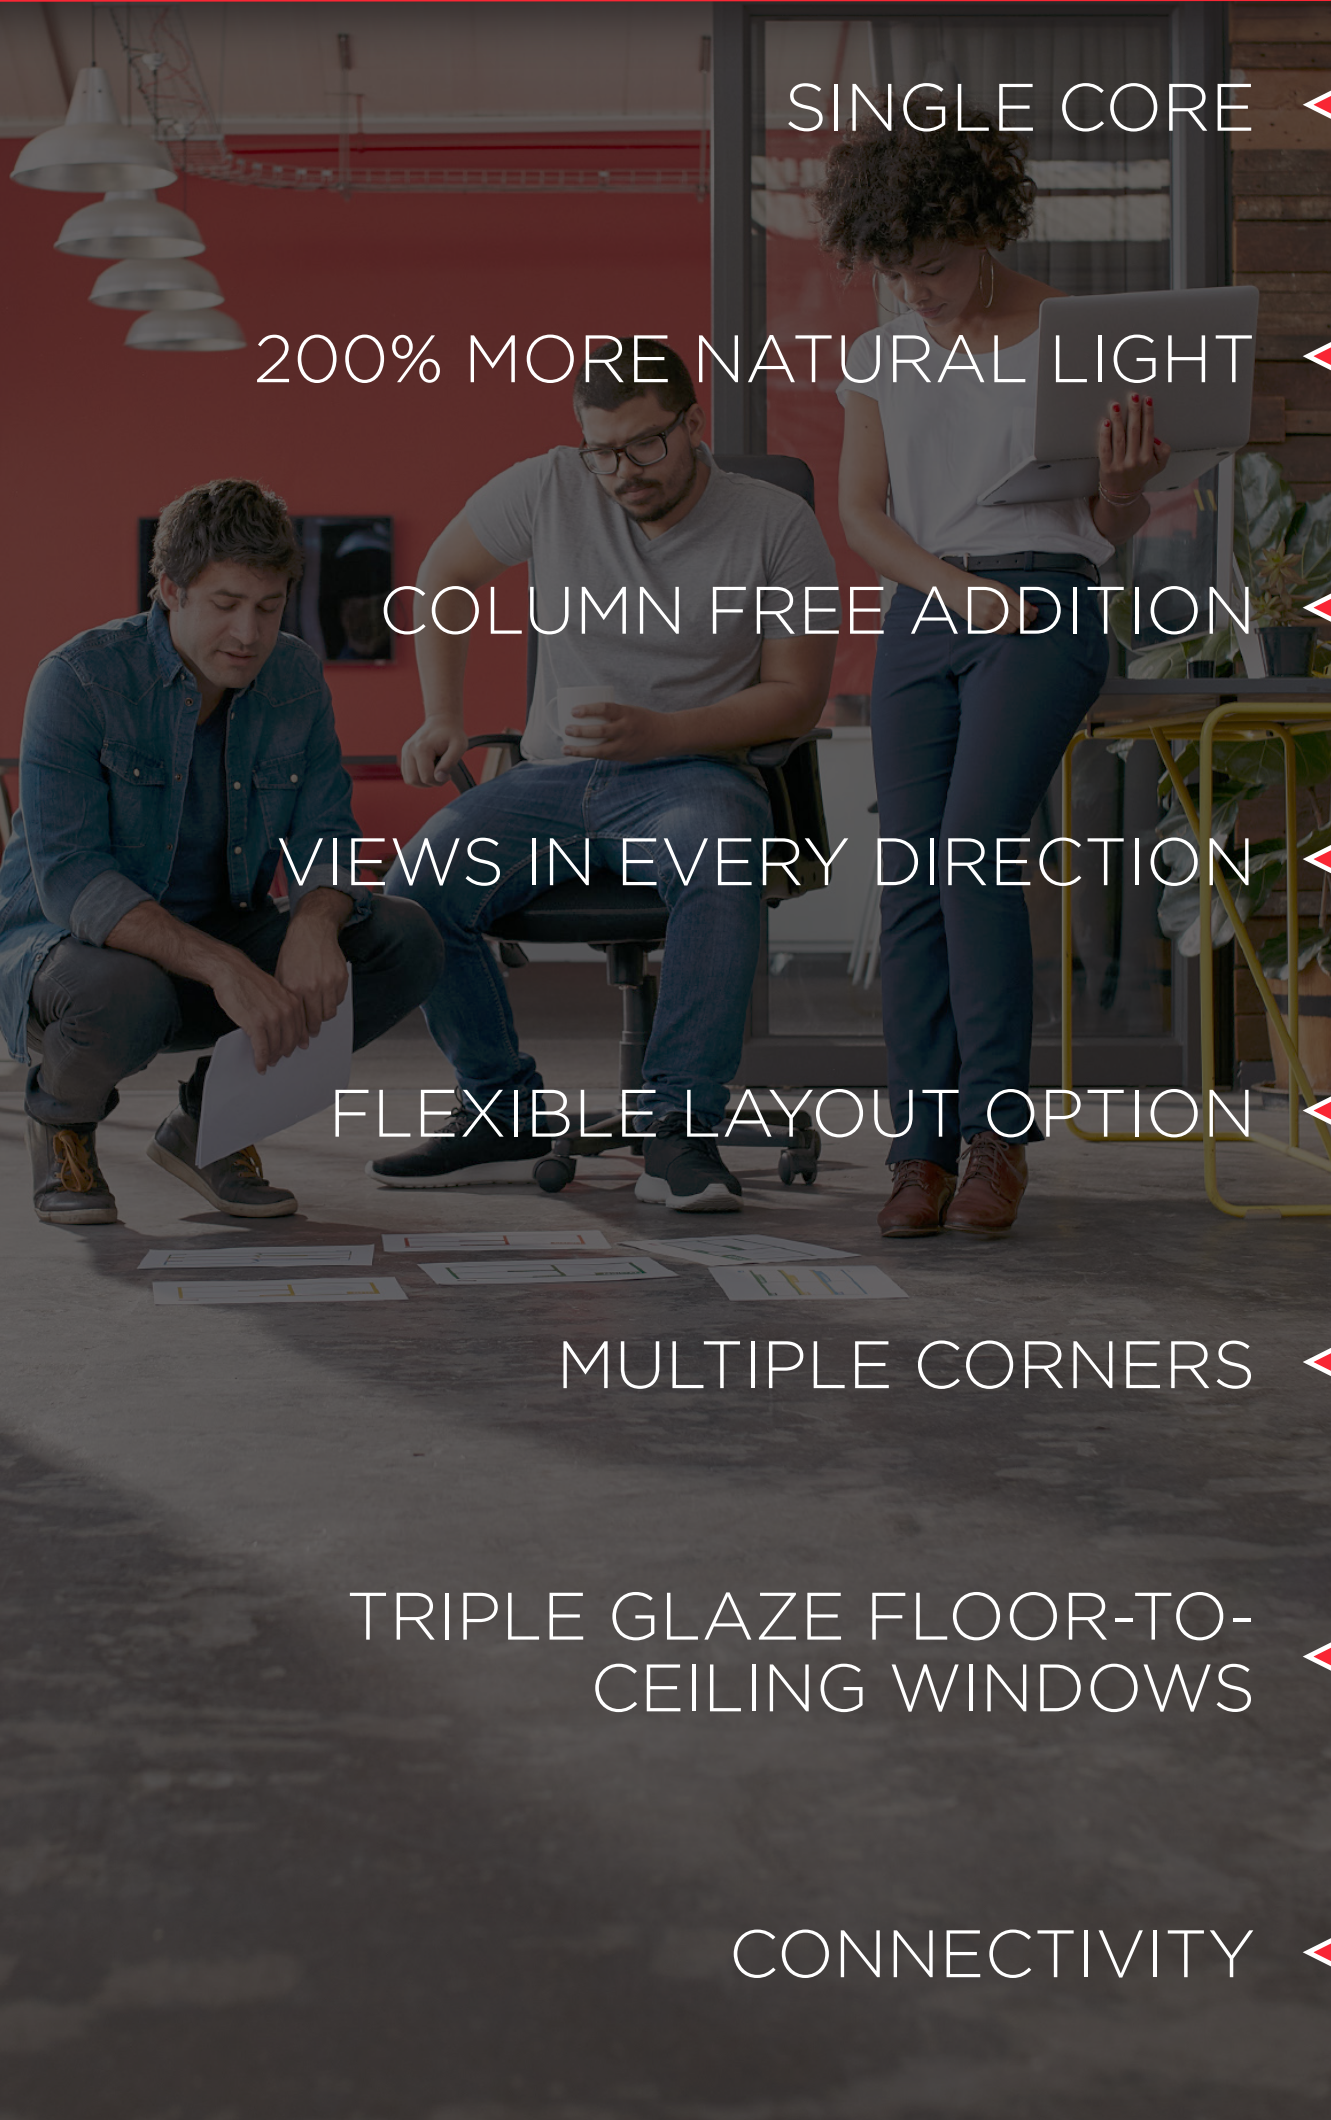 SINGLE CORE
200% MORE NATURAL LIGHT
COLUMN FREE ADDITION
VIEWS IN EVERY DIRECTION
FLEXIBLE LAYOUT OPTION
MULTIPLE CORNERS
TRIPLE GLAZE FLOOR-TO-
CEILING WINDOWS
CONNECTIVITY